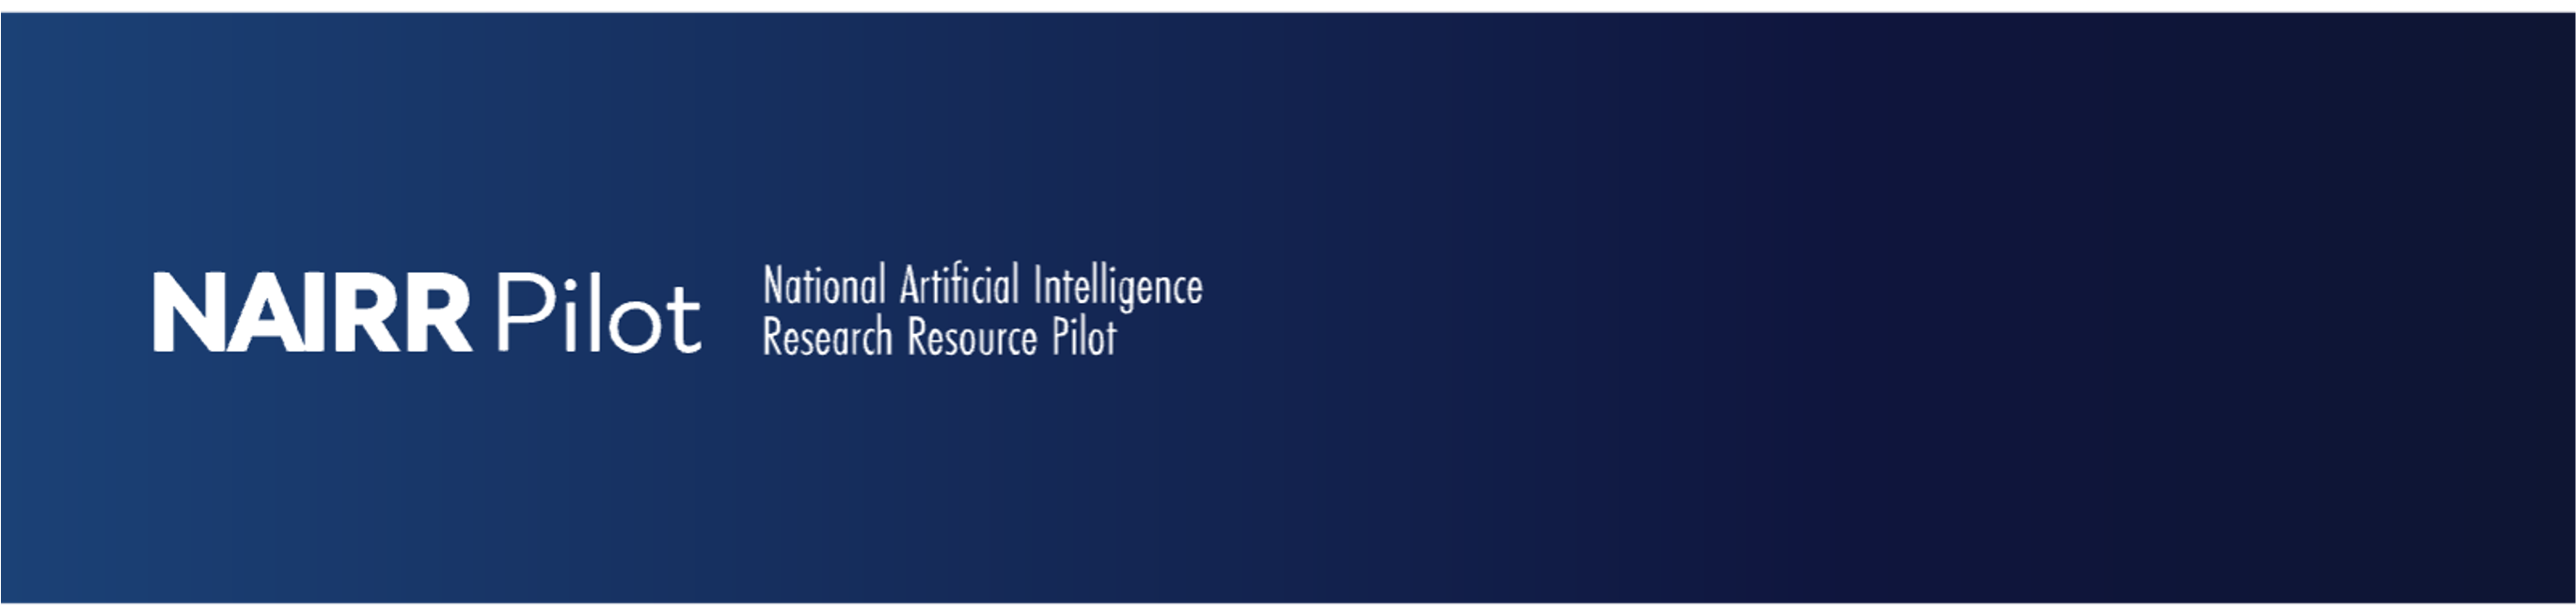 NAIRR Pilot
National Artificial Intelligence
Research Resource Pilot